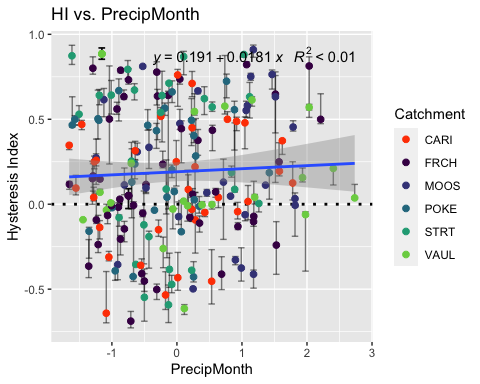 HI vs. PrecipMonth
1.0
0.5
0.0
-0.5
Hysteresis Index
y = 0.191 + 0.0181 x R² < 0.01
-1
0
1
2
3
PrecipMonth
Catchment
CARI
FRCH
MOOS
POKE
STRT
VAUL